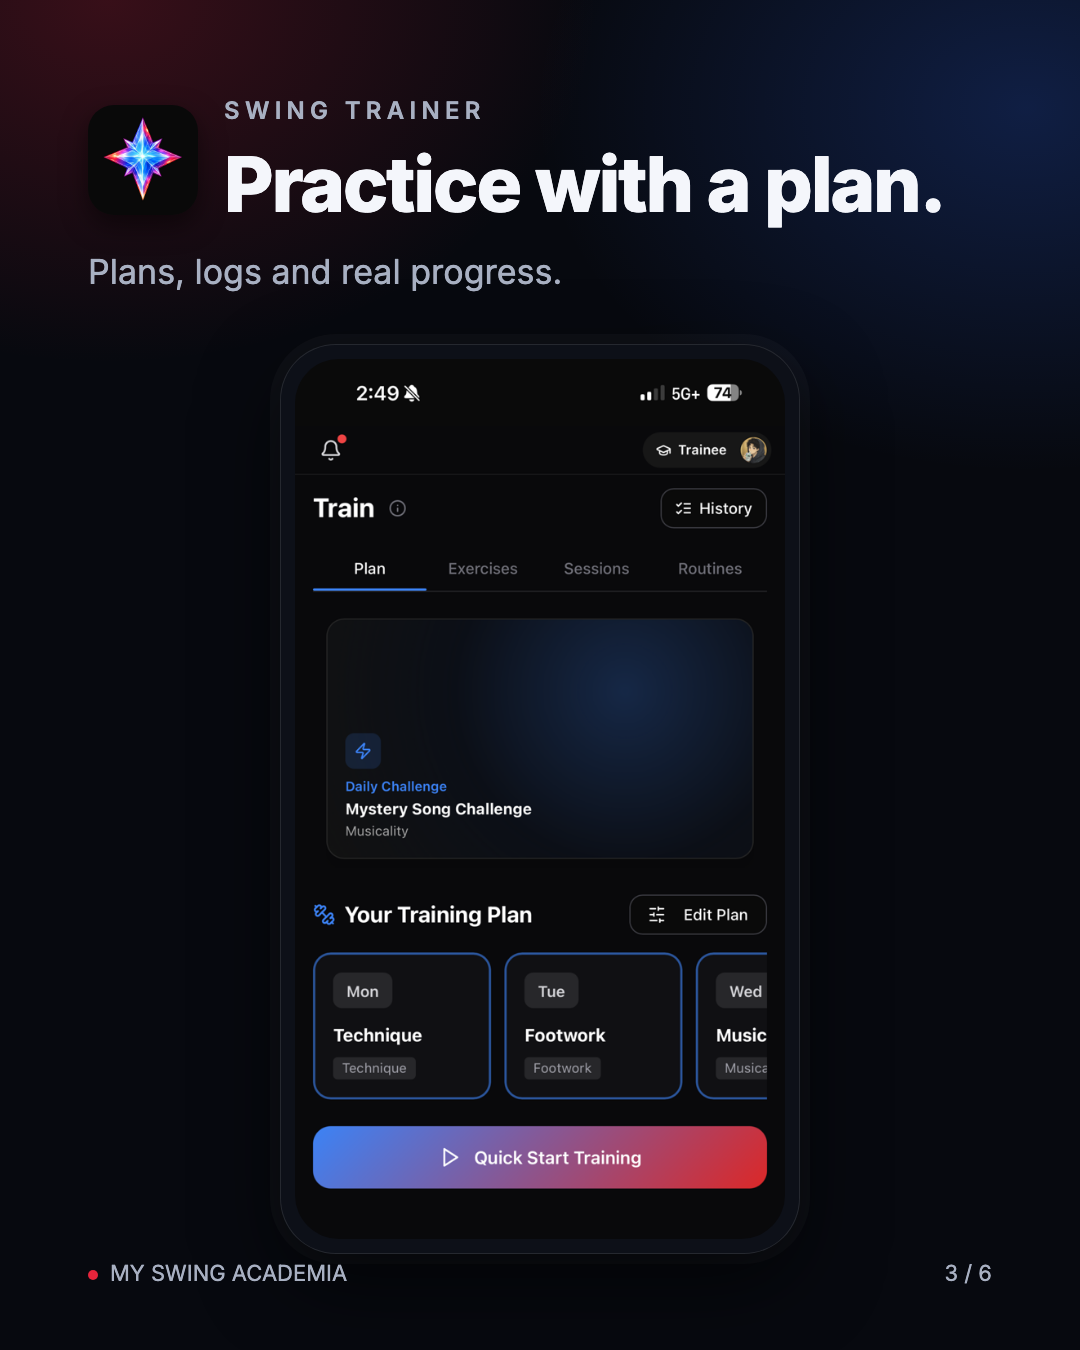 SWING TRAINER
Practice with a plan.
Plans, logs and real progress.
2:49
5G+ 74
Trainee
Train
History
Plan Exercises Sessions Routines
Daily Challenge
Mystery Song Challenge
Musicality
Your Training Plan
Edit Plan
Mon Tue Wed
Technique Footwork Music
Technique Footwork Musica
Quick Start Training
MY SWING ACADEMIA
3 / 6